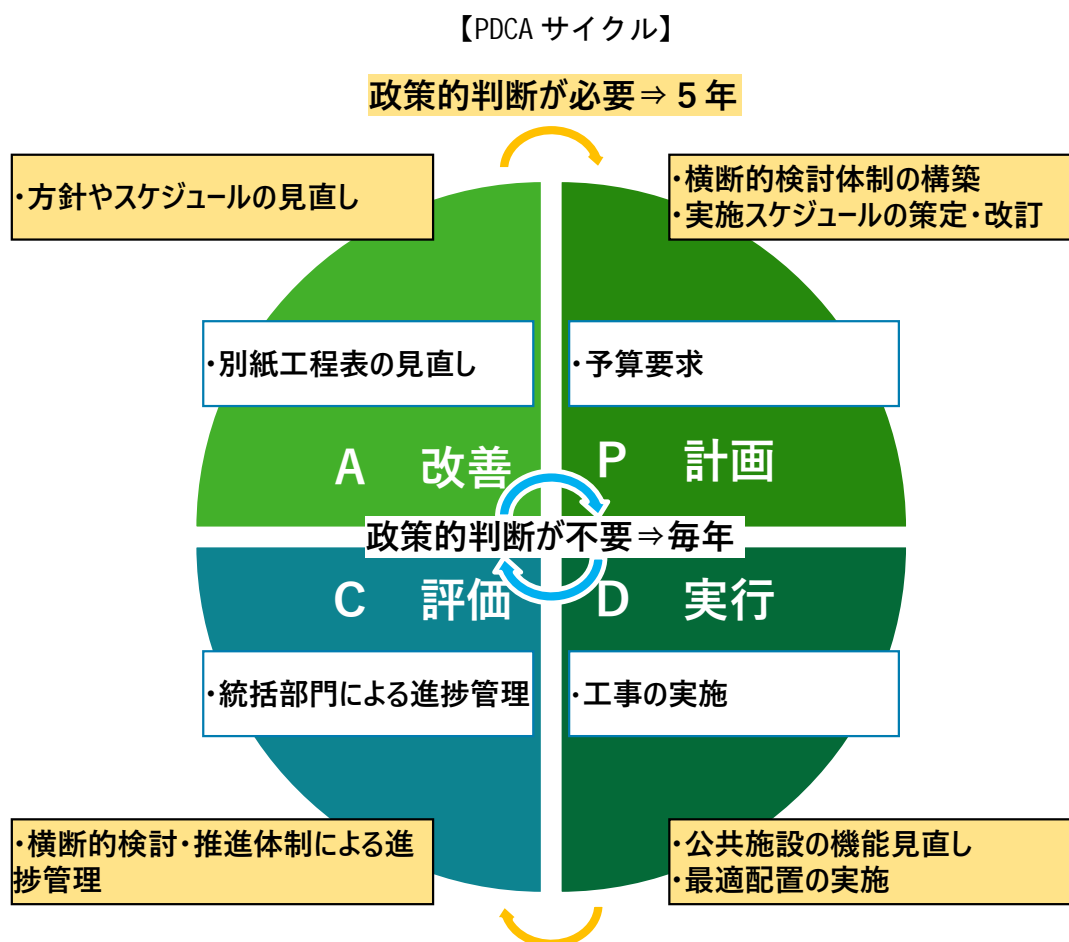 【PDCA サイクル】
政策的判断が必要⇒ 5 年
・方針やスケジュールの見直し
・横断的検討体制の構築
・実施スケジュールの策定・改訂
・別紙工程表の見直し
・予算要求
A 改善
P 計画
政策的判断が不要⇒毎年
C 評価
D 実行
・統括部門による進捗管理
・工事の実施
・横断的検討・推進体制による進
捗管理
・公共施設の機能見直し
・最適配置の実施